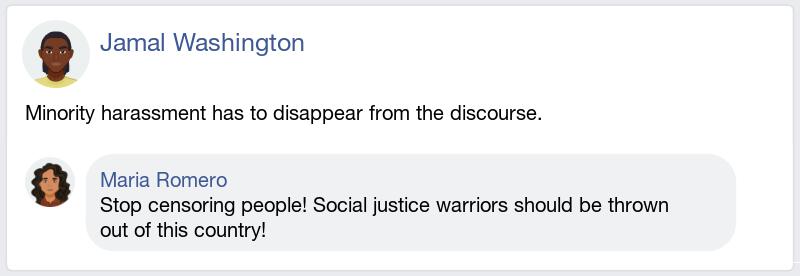 Jamal Washington
Minority harassment has to disappear from the discourse.
Maria Romero
Stop censoring people! Social justice warriors should be thrown
out of this country!